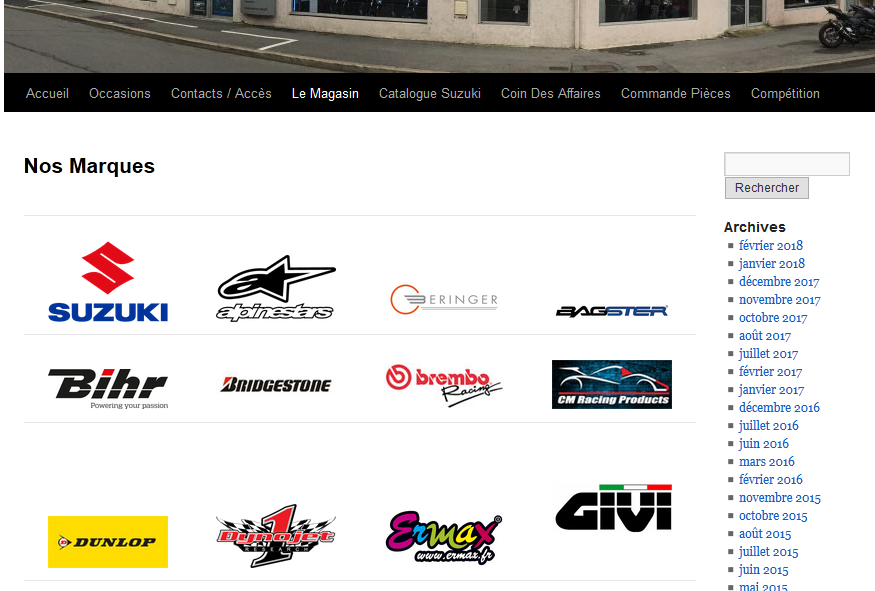 Accueil Occasions Contacts / Accès Le Magasin Catalogue Suzuki Coin Des Affaires Commande Pièces Compétition
Nos Marques
SUZUKI
alpinestars
BERINGER
BAGSTER
Bihr
Powering your passion
BRIDGESTONE
brembo
Racing
CM Racing Products
DUNLOP
1
Dynojet
RESEARCH
Ermax
www.ermax.fr
GIVI
Rechercher
Archives
février 2018
janvier 2018
décembre 2017
novembre 2017
octobre 2017
août 2017
juillet 2017
février 2017
janvier 2017
décembre 2016
juillet 2016
juin 2016
mars 2016
février 2016
novembre 2015
octobre 2015
août 2015
juillet 2015
juin 2015
mai 2015